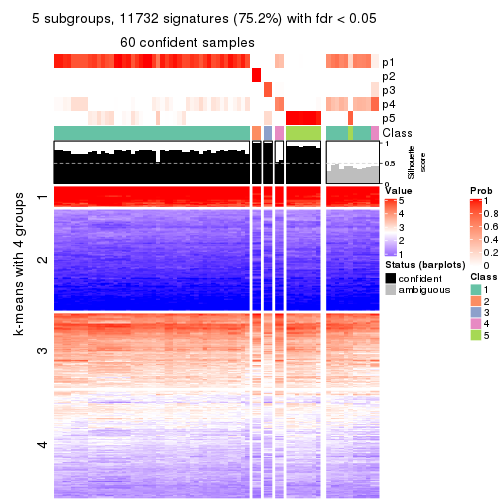 5 subgroups, 11732 signatures (75.2%) with fdr < 0.05
60 confident samples
p1
p2
p3
p4
p5
Class
1
0.5
0
Silhouette
score
k-means with 4 groups
1
2
3
4
Value
5
4
3
2
1
Status (barplots)
confident
ambiguous
Prob
1
0.8
0.6
0.4
0.2
0
Class
1
2
3
4
5